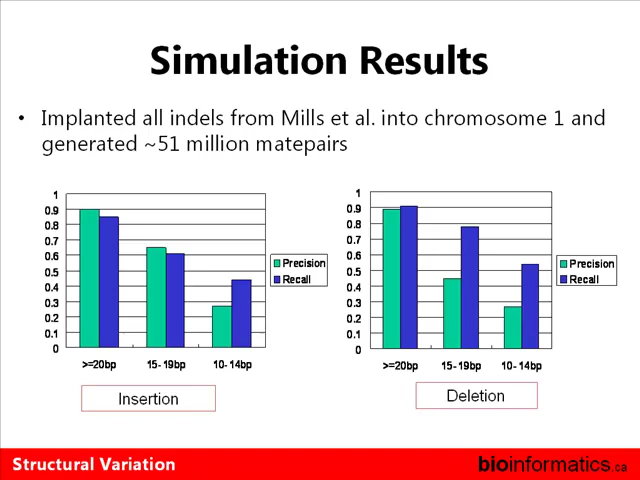 Simulation Results
• Implanted all indels from Mills et al. into chromosome 1 and
generated ~51 million matepairs
1
0.9
0.8
0.7
0.6
0.5
0.4
0.3
0.2
0.1
0
>=20bp 15-19bp 10-14bp
Precision
Recall
Insertion
1
0.9
0.8
0.7
0.6
0.5
0.4
0.3
0.2
0.1
0
>=20bp 15-19bp 10-14bp
Precision
Recall
Deletion
Structural Variation
bioinformatics.ca